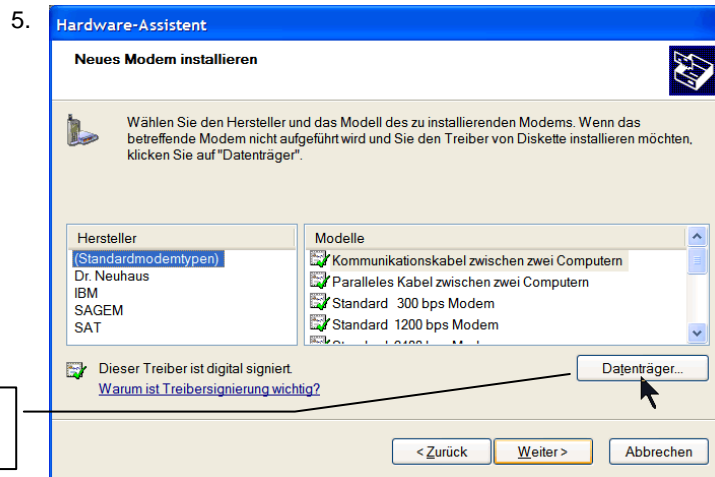 5.
Hardware-Assistent
Neues Modem installieren
Wählen Sie den Hersteller und das Modell des zu installierenden Modems. Wenn das
betreffende Modem nicht aufgeführt wird und Sie den Treiber von Diskette installieren möchten,
klicken Sie auf "Datenträger".
Hersteller
(Standardmodemtypen)
Dr. Neuhaus
IBM
SAGEM
SAT
Modelle
Kommunikationskabel zwischen zwei Computern
Paralleles Kabel zwischen zwei Computern
Standard 300 bps Modem
Standard 1200 bps Modem
Dieser Treiber ist digital signiert.
Warum ist Treibersignierung wichtig?
Datenträger...
< Zurück
Weiter >
Abbrechen